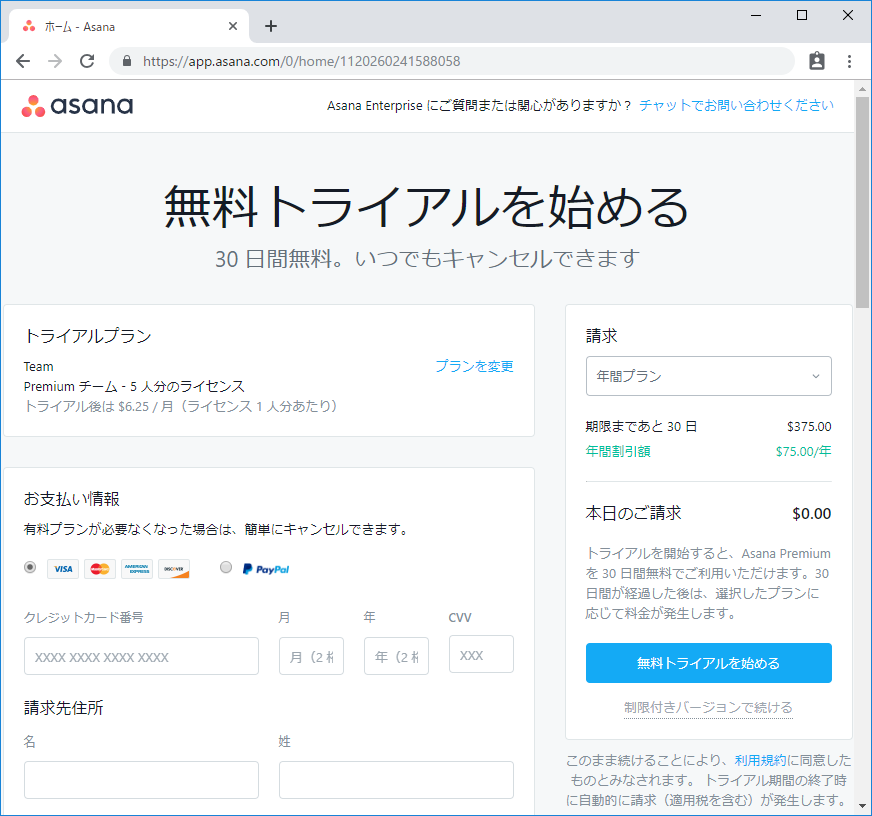 ホーム - Asana
https://app.asana.com/0/home/1120260241588058
asana
Asana Enterprise にご質問または関心がありますか？ チャットでお問い合わせください
無料トライアルを始める
30 日間無料。いつでもキャンセルできます
トライアルプラン
Team
プランを変更
Premium チーム - 5 人分のライセンス
トライアル後は $6.25 / 月（ライセンス 1 人分あたり）
お支払い情報
有料プランが必要なくなった場合は、簡単にキャンセルできます。
VISA MasterCard AMERICAN EXPRESS DISCOVER PayPal
クレジットカード番号 月 年 CVV
XXXX XXXX XXXX XXXX 月（2 桁 年（2 桁 XXX
請求先住所
名 姓
請求
年間プラン
期限まであと 30 日 $375.00
年間割引額 $75.00/年
本日のご請求 $0.00
トライアルを開始すると、Asana Premium
を 30 日間無料でご利用いただけます。30
日間が経過した後は、選択したプランに
応じて料金が発生します。
無料トライアルを始める
制限付きバージョンで続ける
このまま続けることにより、利用規約に同意した
ものとみなされます。 トライアル期間の終了時
に自動的に請求（適用税を含む）が発生します。